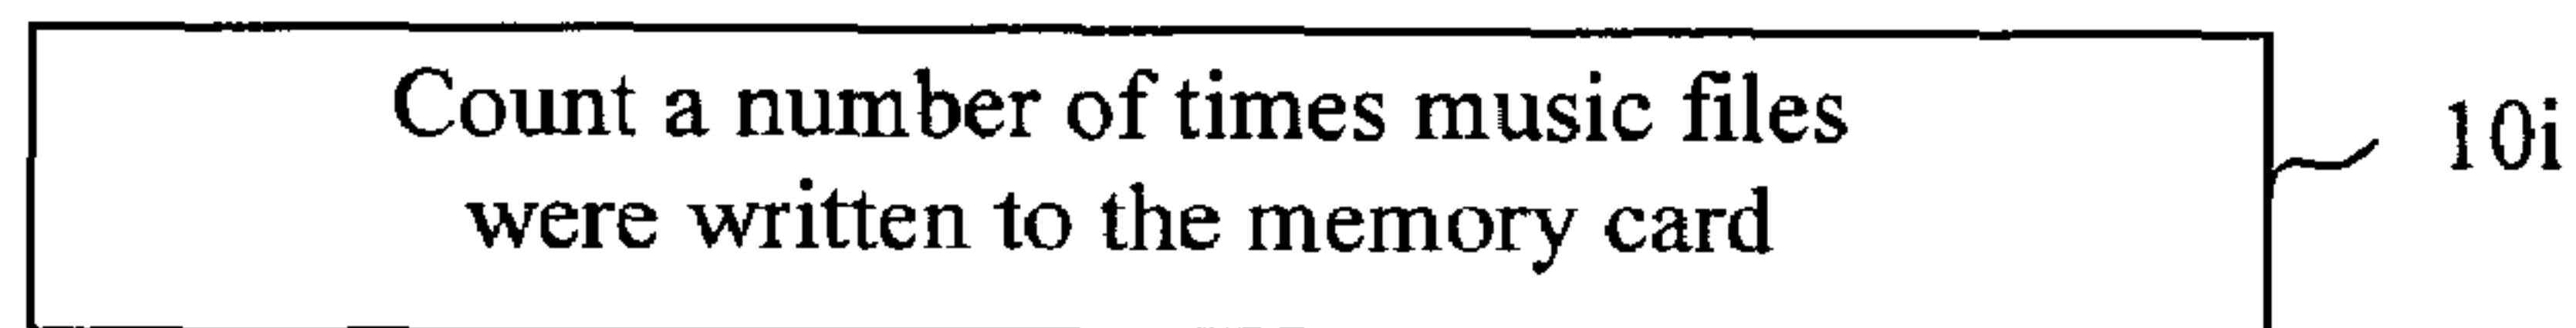 Count a number of times music files
were written to the memory card
10i